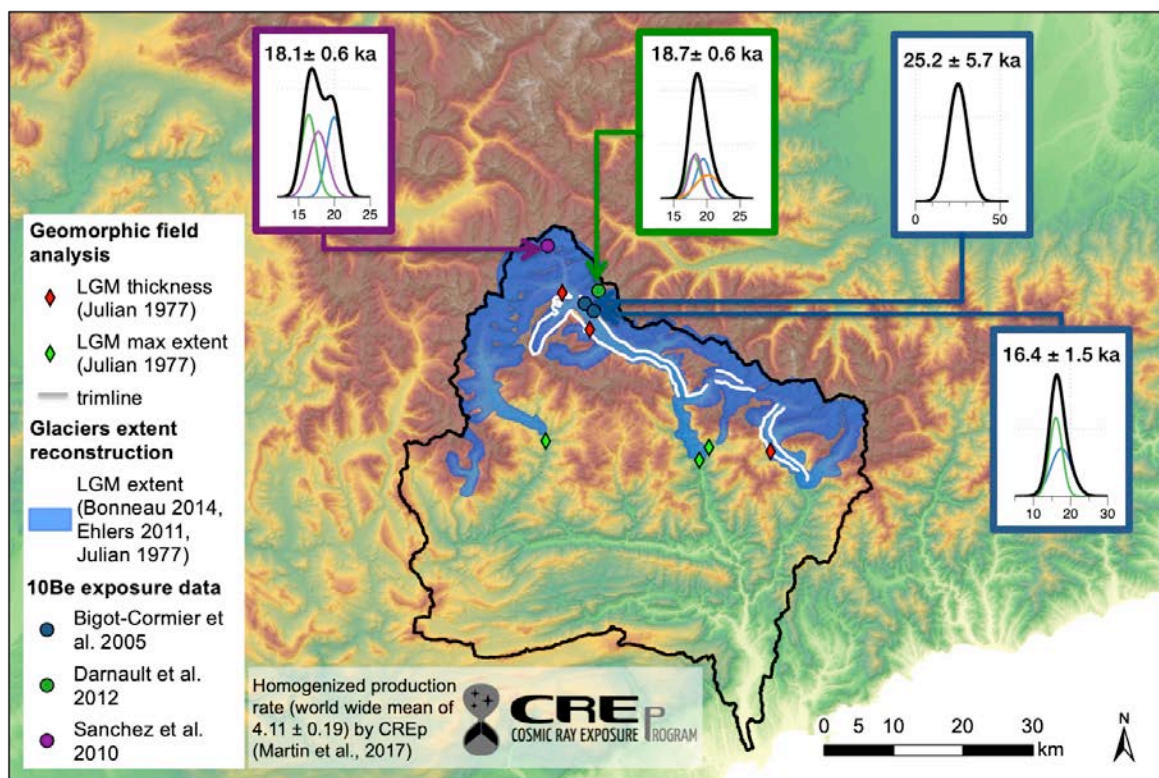 18.1± 0.6 ka
15 20 25
18.7± 0.6 ka
15 20 25
25.2 ± 5.7 ka
0 50
16.4 ± 1.5 ka
10 20 30
Geomorphic field
analysis
LGM thickness
(Julian 1977)
LGM max extent
(Julian 1977)
trimline
Glaciers extent
reconstruction
LGM extent
(Bonneau 2014,
Ehlers 2011,
Julian 1977)
10Be exposure data
Bigot-Cormier
et al. 2005
Darnault et al.
2012
Sanchez et al.
2010
Homogenized production
rate (world wide mean of
4.11 ± 0.19) by CREp
(Martin et al., 2017)
CREp
COSMIC RAY EXPOSURE PROGRAM
0 5 10 20 30
km
N